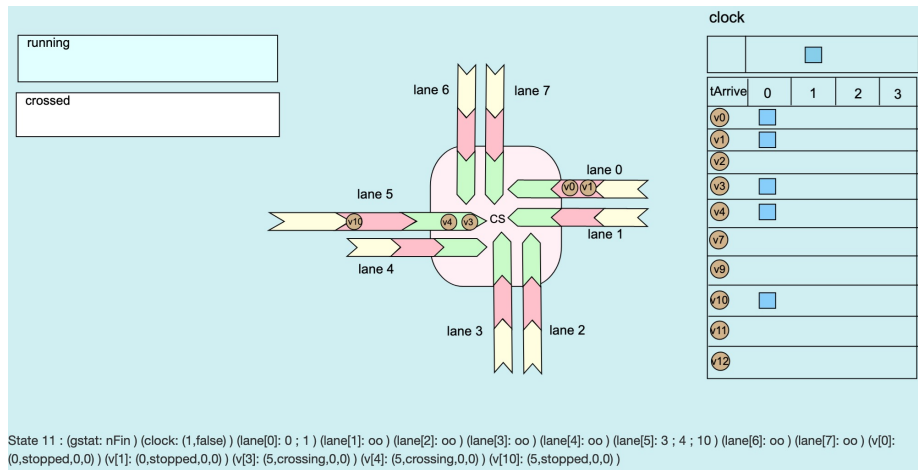 clock
running
crossed
tArrive 0 1 2 3
v0
v1
v2
v3
v4
v7
v9
v10
v11
v12
lane 6
lane 7
lane 0
v0 v1
lane 5
v10 v4 v3 CS
lane 1
lane 4
lane 3
lane 2
State 11 : (gstat: nFin ) (clock: (1,false) ) (lane[0]: 0 ; 1 ) (lane[1]: oo ) (lane[2]: oo ) (lane[3]: oo ) (lane[4]: oo ) (lane[5]: 3 ; 4 ; 10 ) (lane[6]: oo ) (lane[7]: oo ) (v[0]:
(0,stopped,0,0) ) (v[1]: (0,stopped,0,0) ) (v[3]: (5,crossing,0,0) ) (v[4]: (5,crossing,0,0) ) (v[10]: (5,stopped,0,0) )